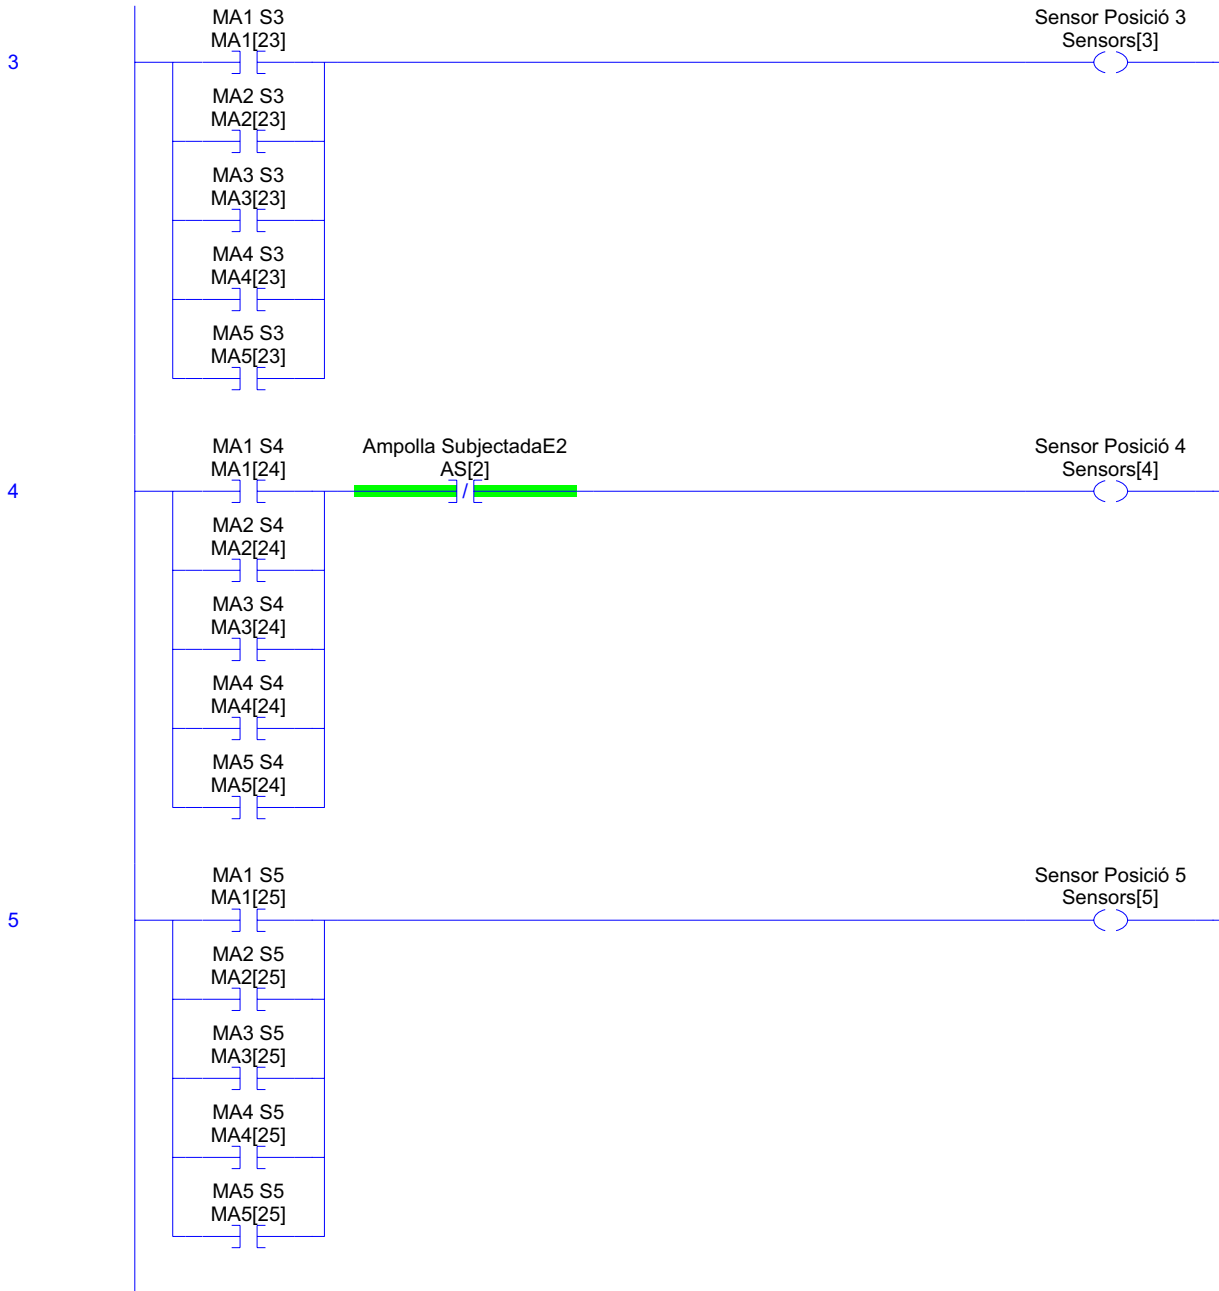 MA1 S3
MA1[23]
Sensor Posició 3
Sensors[3]
3
MA2 S3
MA2[23]
MA3 S3
MA3[23]
MA4 S3
MA4[23]
MA5 S3
MA5[23]
MA1 S4
MA1[24]
Ampolla SubjectadaE2
AS[2]
Sensor Posició 4
Sensors[4]
4
MA2 S4
MA2[24]
MA3 S4
MA3[24]
MA4 S4
MA4[24]
MA5 S4
MA5[24]
MA1 S5
MA1[25]
Sensor Posició 5
Sensors[5]
5
MA2 S5
MA2[25]
MA3 S5
MA3[25]
MA4 S5
MA4[25]
MA5 S5
MA5[25]